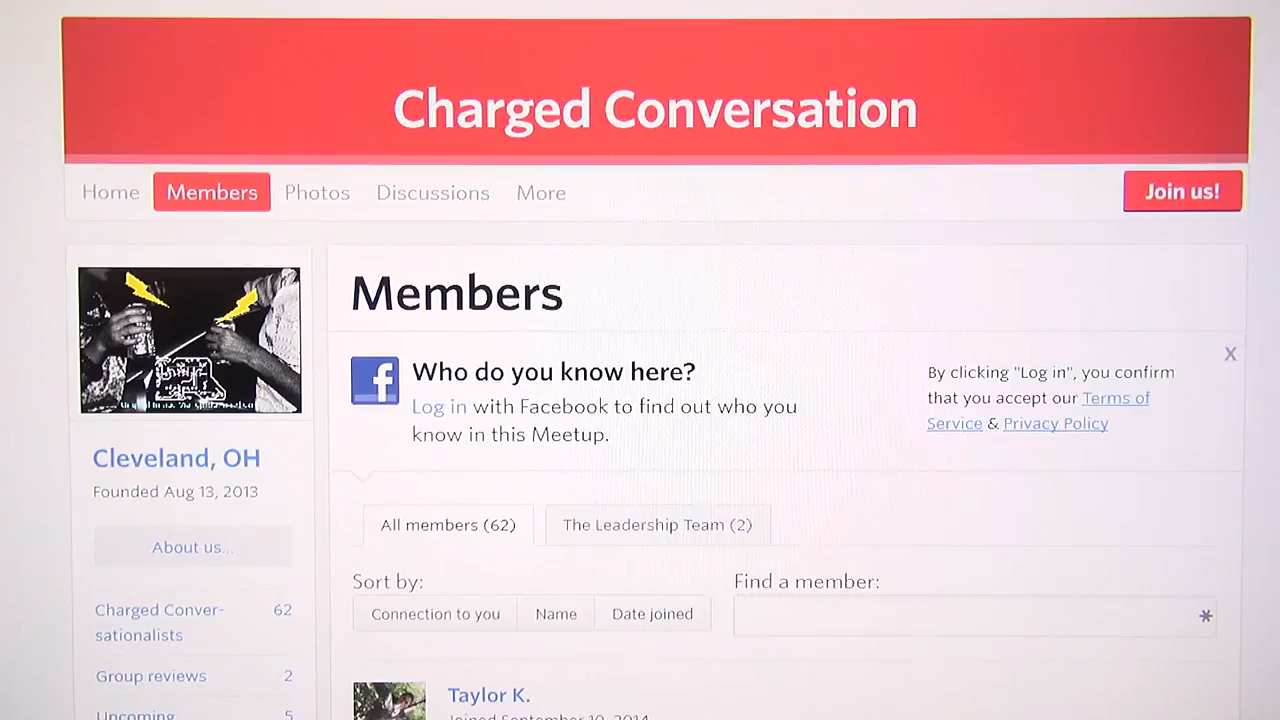 Charged Conversation
Home
Members
Photos
Discussions
More
Join us!
Members
Who do you know here?
Log in with Facebook to find out who you
know in this Meetup.
X
By clicking "Log in", you confirm
that you accept our Terms of
Service & Privacy Policy
Cleveland, OH
Founded Aug 13, 2013
About us...
Charged Conver-
sationalists
62
Group reviews
2
Upcoming
5
All members (62)
The Leadership Team (2)
Sort by:
Connection to you
Name
Date joined
Find a member:
Taylor K.
Joined September 10, 2014